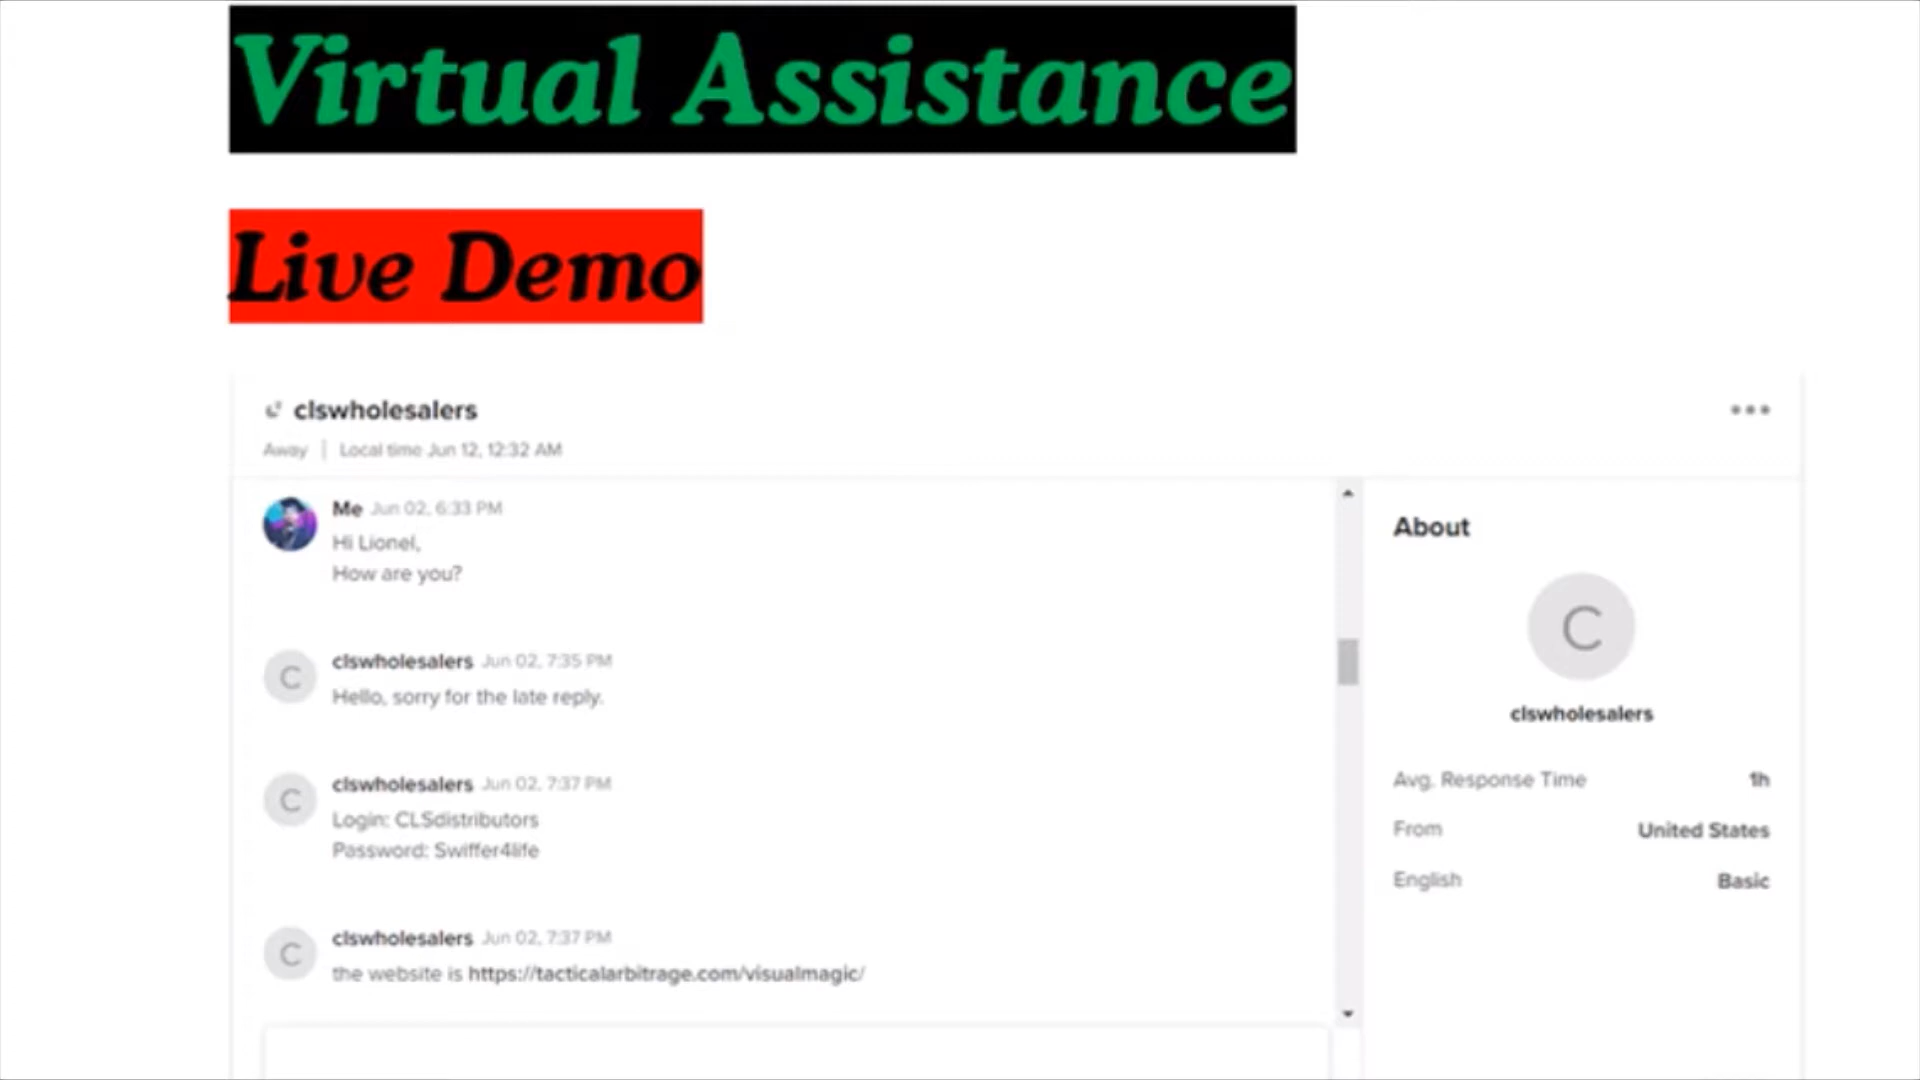 Virtual Assistance
Live Demo
clswholesalers
Away | Local time Jun 12, 12:32 AM
Me Jun 02, 6:33 PM
Hi Lionel,
How are you?
clswholesalers Jun 02, 7:35 PM
Hello, sorry for the late reply.
clswholesalers Jun 02, 7:37 PM
Login: CLSdistributors
Password: Swiffer4life
clswholesalers Jun 02, 7:37 PM
the website is https://tacticalarbitrage.com/visualmagic/
About
C
clswholesalers
Avg. Response Time 1h
From United States
English Basic